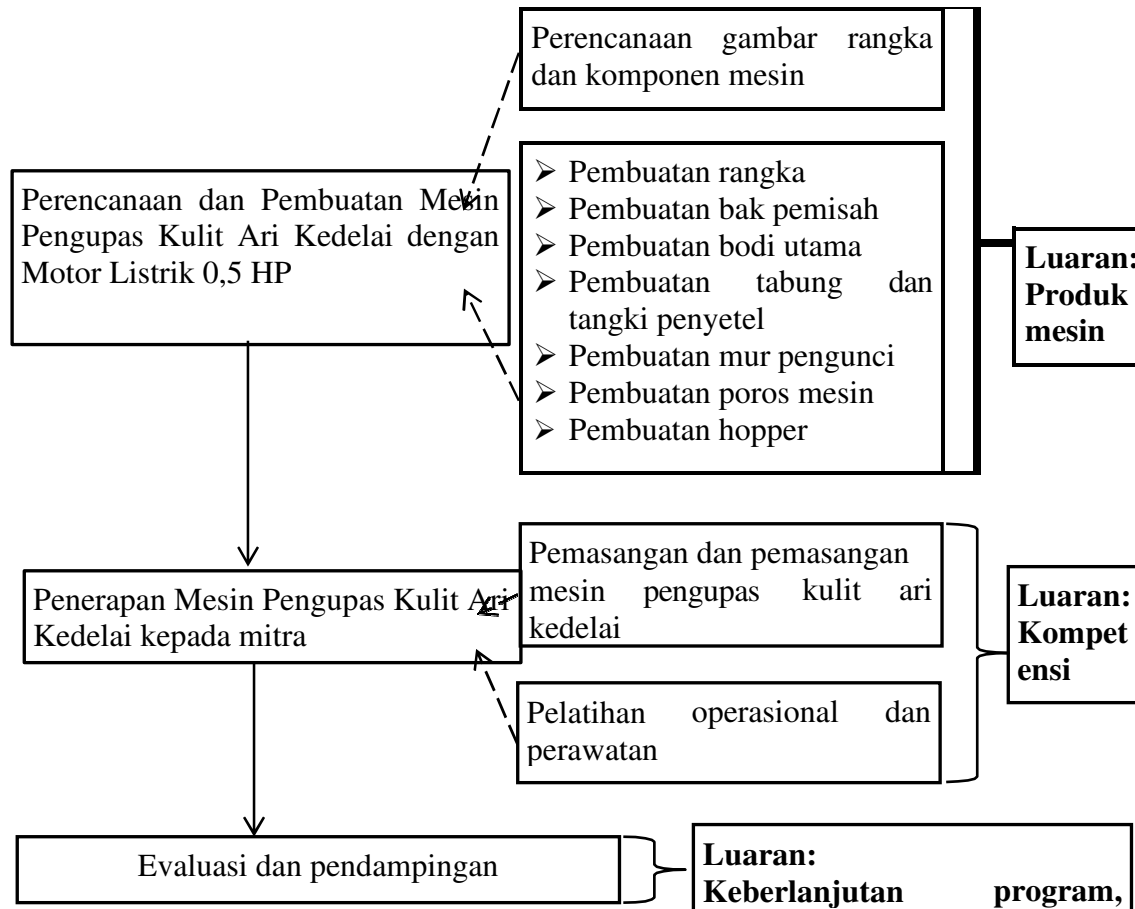 Perencanaan gambar rangka
dan komponen mesin
Perencanaan dan Pembuatan Mesin
Pengupas Kulit Ari Kedelai dengan
Motor Listrik 0,5 HP
➢ Pembuatan rangka
➢ Pembuatan bak pemisah
➢ Pembuatan bodi utama
➢ Pembuatan tabung dan
tangki penyetel
➢ Pembuatan mur pengunci
➢ Pembuatan poros mesin
➢ Pembuatan hopper
Luaran:
Produk
mesin
Penerapan Mesin Pengupas Kulit Ari
Kedelai kepada mitra
Pemasangan dan pemasangan
mesin pengupas kulit ari
kedelai
Pelatihan operasional dan
perawatan
Luaran:
Kompet
ensi
Evaluasi dan pendampingan
Luaran:
Keberlanjutan program,